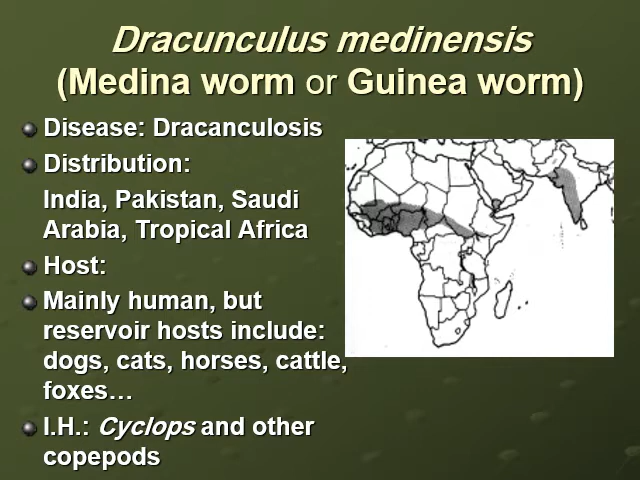 Dracunculus medinensis
(Medina worm or Guinea worm)
Disease: Dracanculosis
Distribution:
India, Pakistan, Saudi
Arabia, Tropical Africa
Host:
Mainly human, but
reservoir hosts include:
dogs, cats, horses, cattle,
foxes…
I.H.: Cyclops and other
copepods